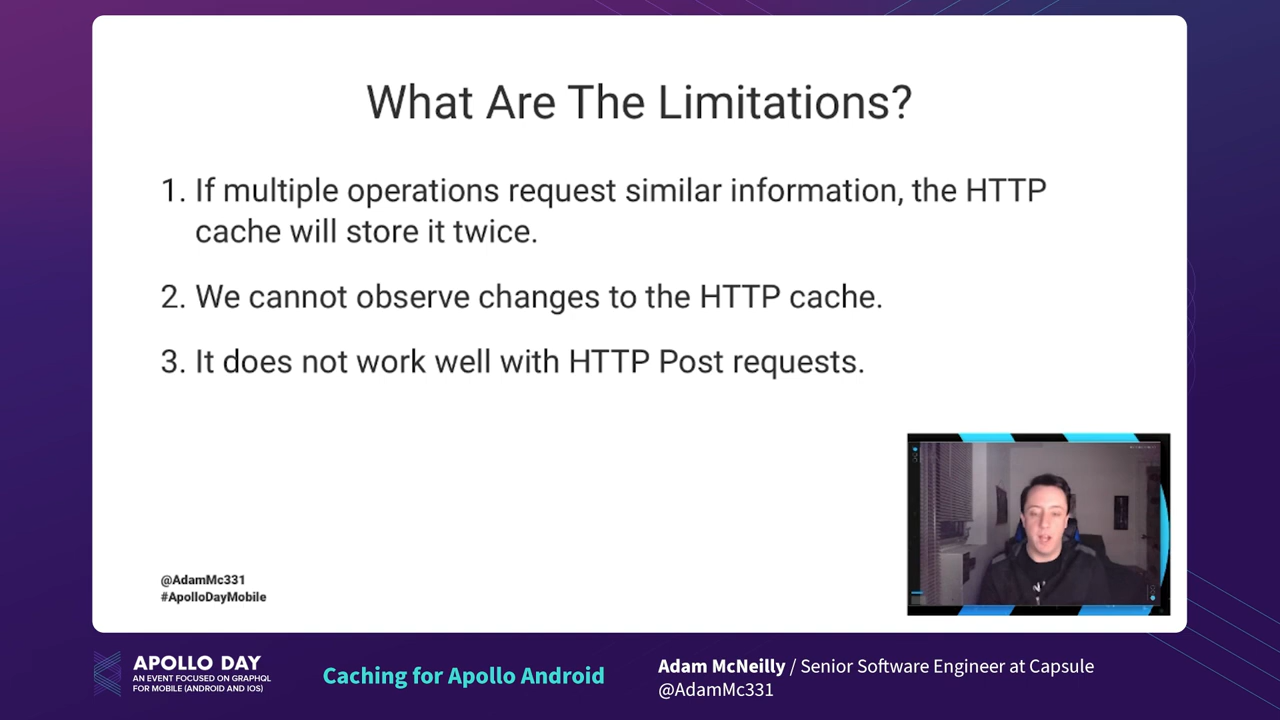 What Are The Limitations?
1. If multiple operations request similar information, the HTTP
cache will store it twice.
2. We cannot observe changes to the HTTP cache.
3. It does not work well with HTTP Post requests.
@AdamMc331
#ApolloDayMobile
APOLLO DAY
AN EVENT FOCUSED ON GRAPHQL
FOR MOBILE (ANDROID AND IOS)
Caching for Apollo Android
Adam McNeilly / Senior Software Engineer at Capsule
@AdamMc331